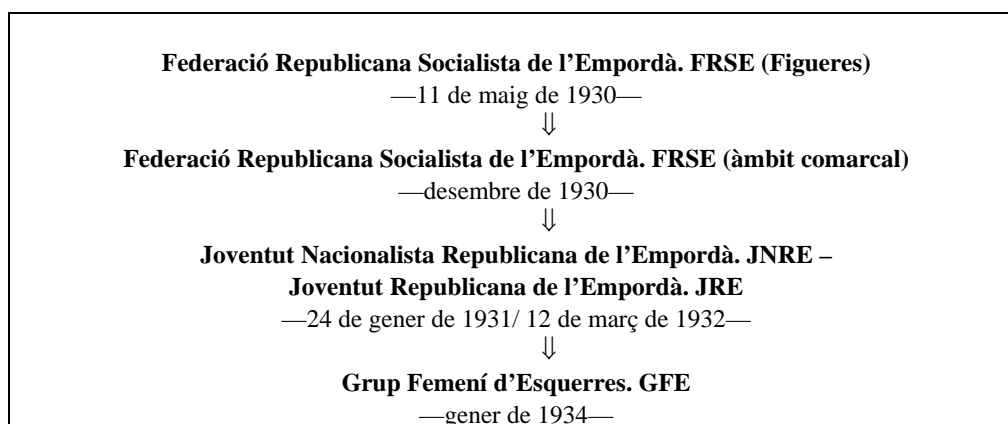 Federació Republicana Socialista de l’Empordà. FRSE (Figueres)
—11 de maig de 1930—
⇓
Federació Republicana Socialista de l’Empordà. FRSE (àmbit comarcal)
—desembre de 1930—
⇓
Joventut Nacionalista Republicana de l’Empordà. JNRE –
Joventut Republicana de l’Empordà. JRE
—24 de gener de 1931/ 12 de març de 1932—
⇓
Grup Femení d’Esquerres. GFE
—gener de 1934—